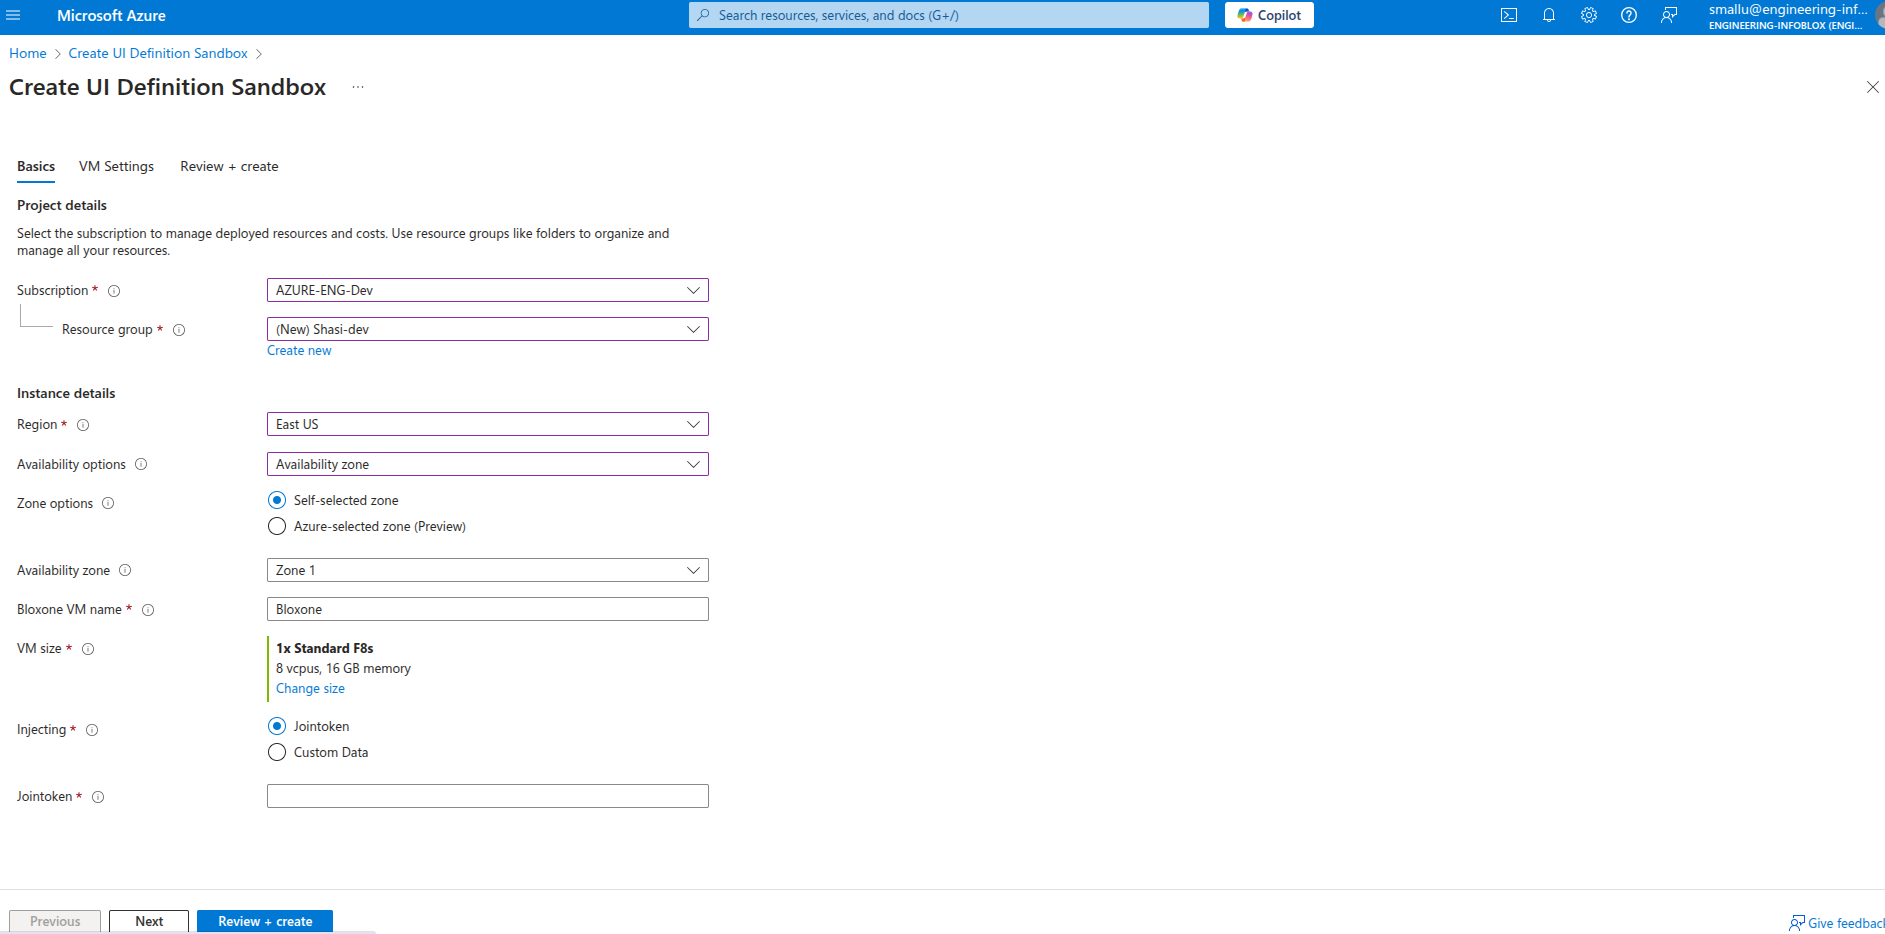 Microsoft Azure
Search resources, services, and docs (G+/)
Copilot
smallu@engineering-inf...
ENGINEERING-INFOBLOX (ENGI...
Home > Create UI Definition Sandbox >
Create UI Definition Sandbox ...
Basics VM Settings Review + create
Project details
Select the subscription to manage deployed resources and costs. Use resource groups like folders to organize and
manage all your resources.
Subscription * AZURE-ENG-Dev
Resource group * (New) Shasi-dev
Create new
Instance details
Region * East US
Availability options Availability zone
Zone options Self-selected zone
Azure-selected zone (Preview)
Availability zone Zone 1
Bloxone VM name * Bloxone
VM size * 1x Standard F8s
8 vcpus, 16 GB memory
Change size
Injecting * Jointoken
Custom Data
Jointoken *
Previous Next Review + create
Give feedback